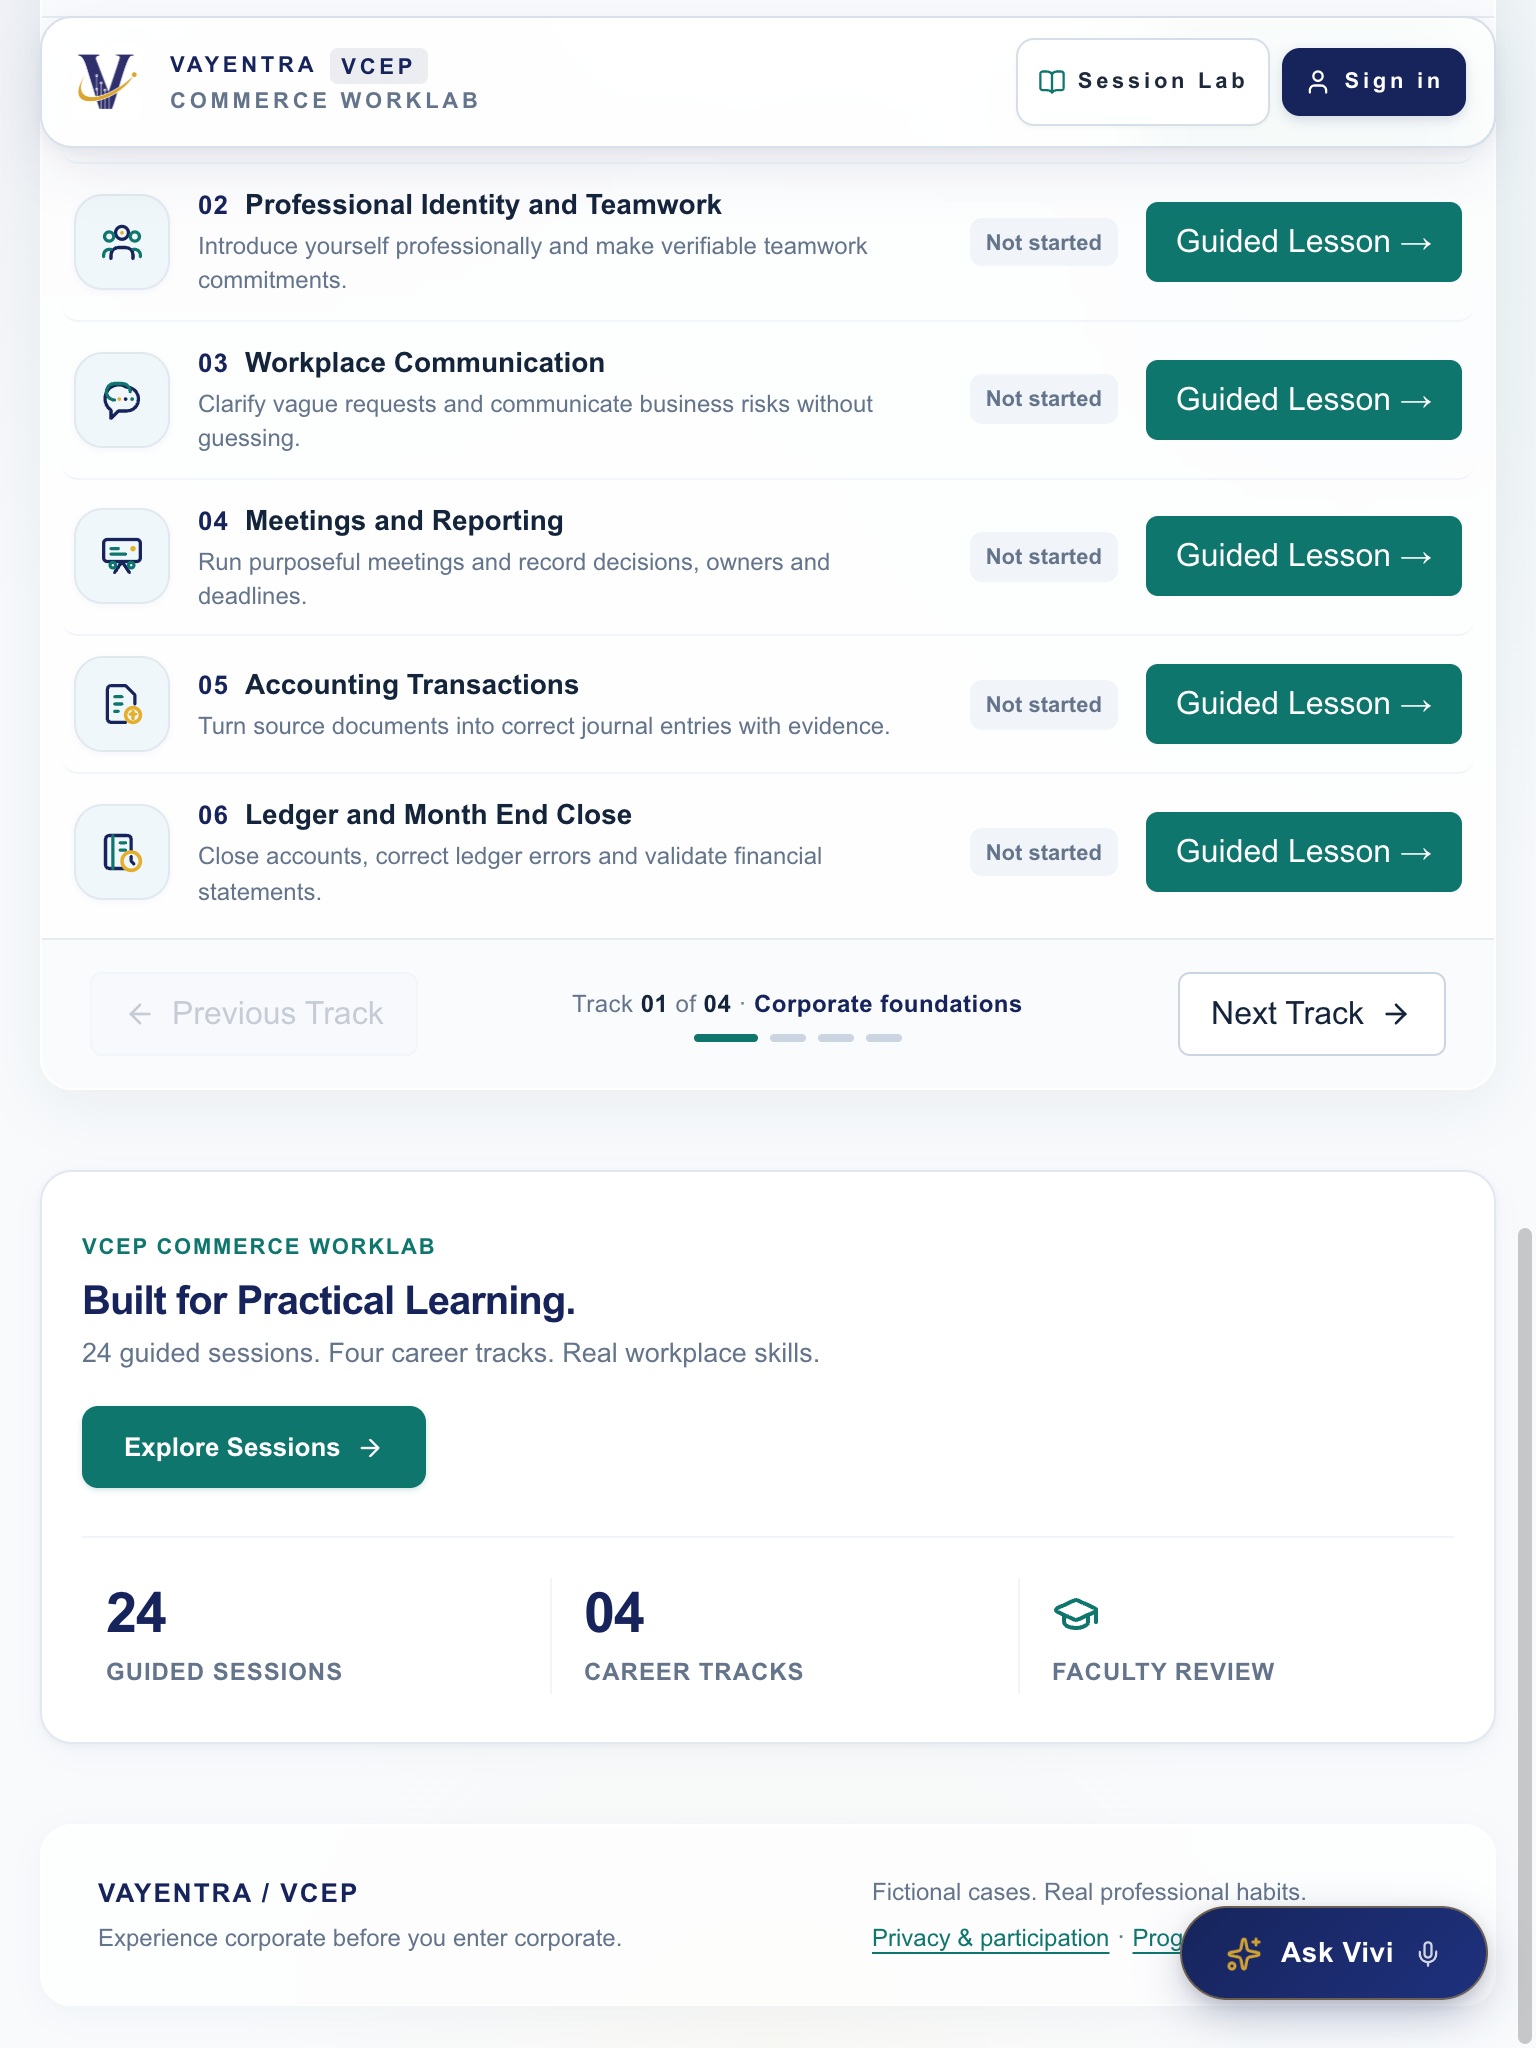 VAYENTRA VCEP
COMMERCE WORKLAB
Session Lab
Sign in
02 Professional Identity and Teamwork
Introduce yourself professionally and make verifiable teamwork
commitments.
Not started
Guided Lesson →
03 Workplace Communication
Clarify vague requests and communicate business risks without
guessing.
Not started
Guided Lesson →
04 Meetings and Reporting
Run purposeful meetings and record decisions, owners and
deadlines.
Not started
Guided Lesson →
05 Accounting Transactions
Turn source documents into correct journal entries with evidence.
Not started
Guided Lesson →
06 Ledger and Month End Close
Close accounts, correct ledger errors and validate financial
statements.
Not started
Guided Lesson →
← Previous Track
Track 01 of 04 · Corporate foundations
Next Track →
VCEP COMMERCE WORKLAB
Built for Practical Learning.
24 guided sessions. Four career tracks. Real workplace skills.
Explore Sessions →
24
GUIDED SESSIONS
04
CAREER TRACKS
FACULTY REVIEW
VAYENTRA / VCEP
Experience corporate before you enter corporate.
Fictional cases. Real professional habits.
Privacy & participation ·
Ask Vivi